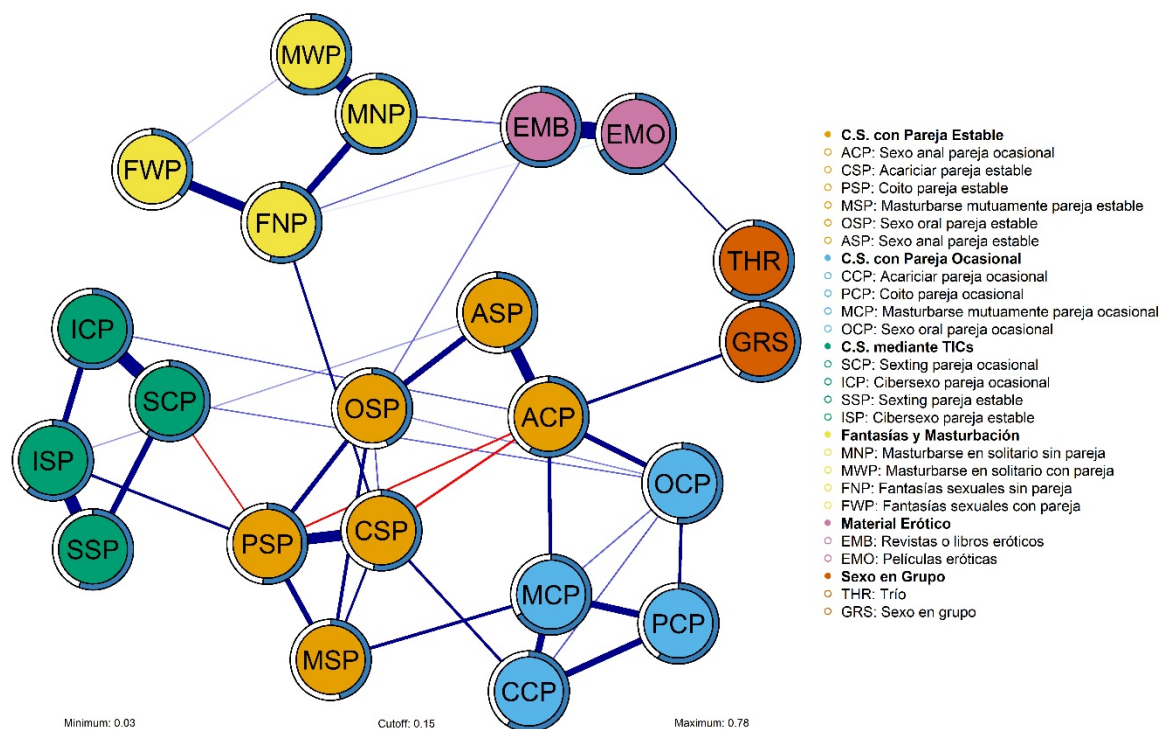 MWP
MNP
EMB
EMO
FWP
FNP
THR
ICP
ASP
GRS
SCP
OSP
ACP
ISP
OCP
SSP
PSP
CSP
MCP
PCP
MSP
CCP
Minimum: 0.03
Cutoff: 0.15
Maximum: 0.78
C.S. con Pareja Estable
ACP: Sexo anal pareja ocasional
CSP: Acariciar pareja estable
PSP: Coito pareja estable
MSP: Masturbarse mutuamente pareja estable
OSP: Sexo oral pareja estable
ASP: Sexo anal pareja estable
C.S. con Pareja Ocasional
CCP: Acariciar pareja ocasional
PCP: Coito pareja ocasional
MCP: Masturbarse mutuamente pareja ocasional
OCP: Sexo oral pareja ocasional
C.S. mediante TICs
SCP: Sexting pareja ocasional
ICP: Cibersexo pareja ocasional
SSP: Sexting pareja estable
ISP: Cibersexo pareja estable
Fantasías y Masturbación
MNP: Masturbarse en solitario sin pareja
MWP: Masturbarse en solitario con pareja
FNP: Fantasías sexuales sin pareja
FWP: Fantasías sexuales con pareja
Material Erótico
EMB: Revistas o libros eróticos
EMO: Películas eróticas
Sexo en Grupo
THR: Trío
GRS: Sexo en grupo